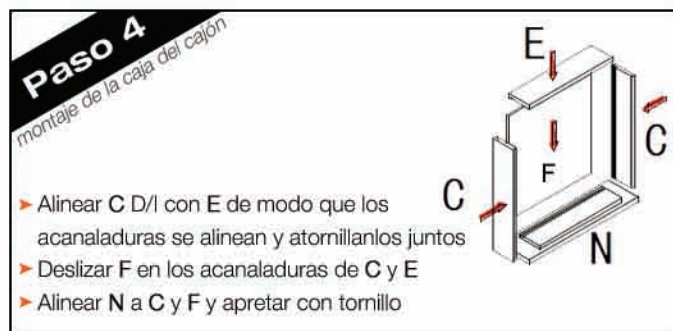 Paso 4
montaje de la caja del cajón
E
C
F
C
N
➤ Alinear C D/I con E de modo que los
acanaladuras se alinean y atornillanlos juntos
➤ Deslizar F en los acanaladuras de C y E
➤ Alinear N a C y F y apretar con tornillo